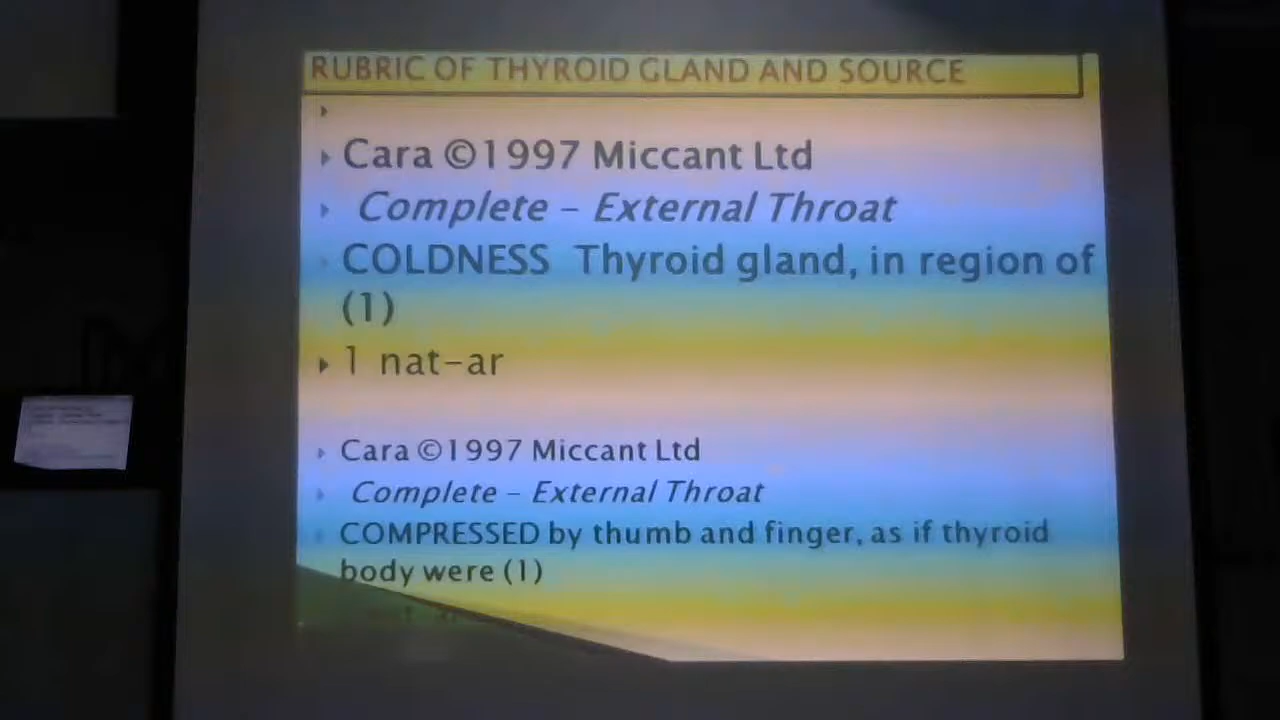 RUBRIC OF THYROID GLAND AND SOURCE
Cara ©1997 Miccant Ltd
Complete – External Throat
COLDNESS Thyroid gland, in region of
(1)
1 nat-ar
Cara ©1997 Miccant Ltd
Complete – External Throat
COMPRESSED by thumb and finger, as if thyroid
body were (1)